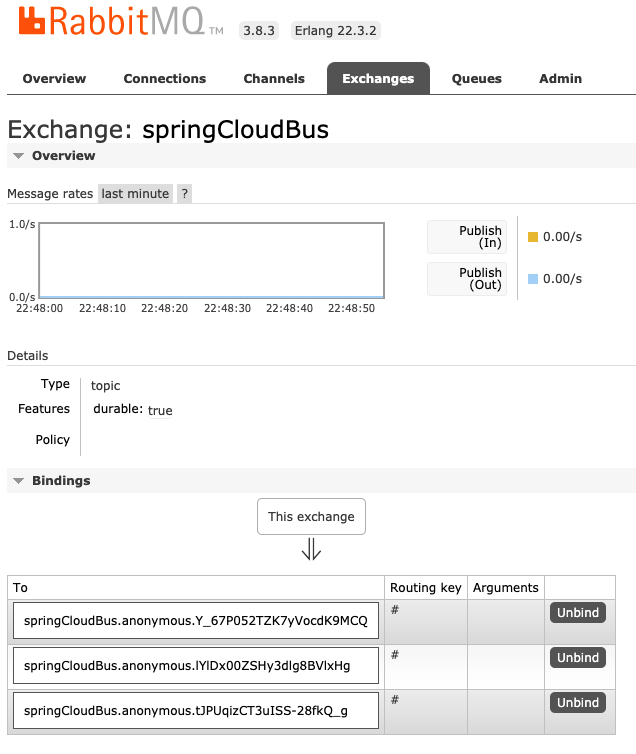 RabbitMQ TM 3.8.3 Erlang 22.3.2
Overview Connections Channels Exchanges Queues Admin
Exchange: springCloudBus
Overview
Message rates last minute ?
1.0/s
0.0/s
22:48:00 22:48:10 22:48:20 22:48:30 22:48:40 22:48:50
Publish (In) 0.00/s
Publish (Out) 0.00/s
Details
Type topic
Features durable: true
Policy
Bindings
This exchange
⇓
To Routing key Arguments
springCloudBus.anonymous.Y_67P052TZK7yVocdK9MCQ # Unbind
springCloudBus.anonymous.lYlDx00ZSHy3dlg8BVlxHg # Unbind
springCloudBus.anonymous.tJPUqizCT3uISS-28fkQ_g # Unbind